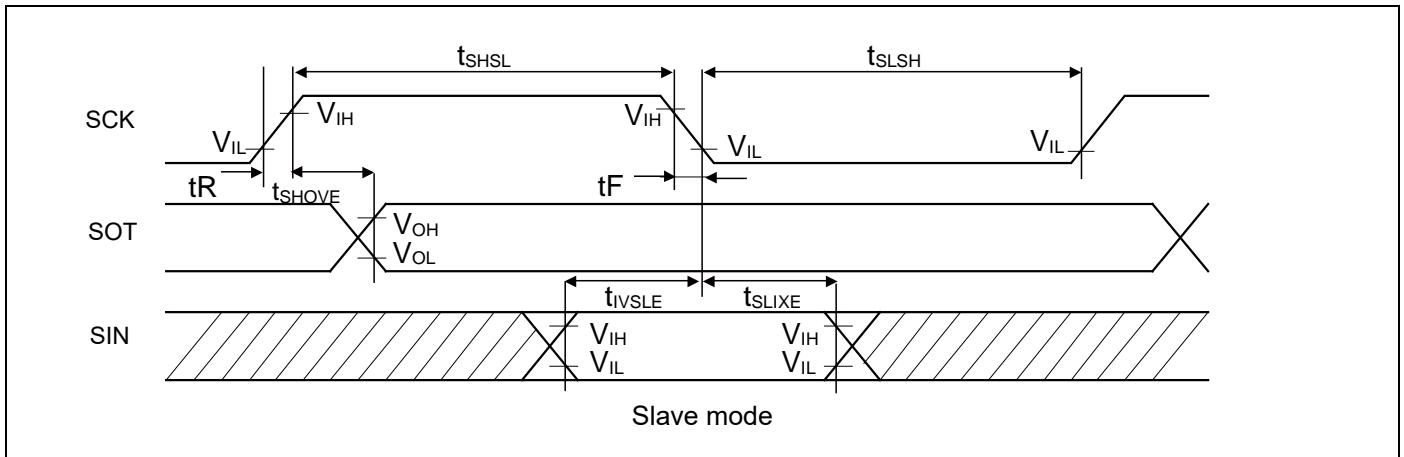 tSHSL tSLSH
SCK VIH VIH
VIL VIL VIL
tR tSHOVE tF
SOT VOH
VOL
tIVSLE tSLIXE
SIN VIH VIH
VIL VIL
Slave mode